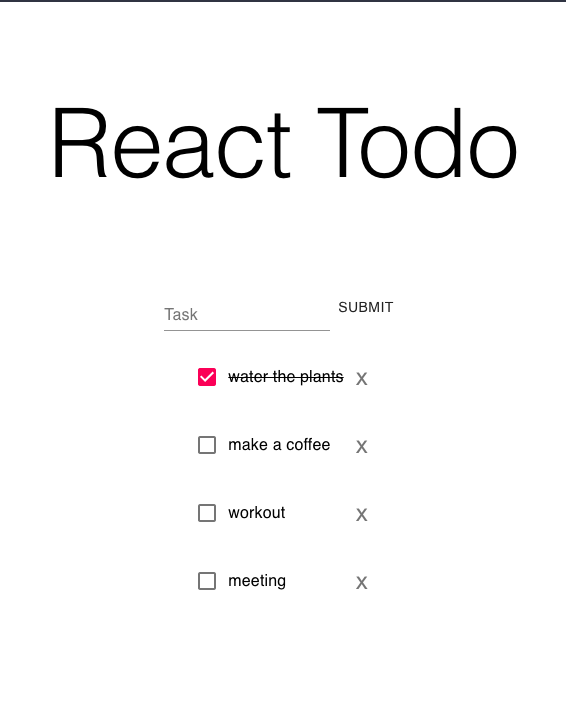 React Todo
Task SUBMIT
water the plants X
make a coffee X
workout X
meeting X